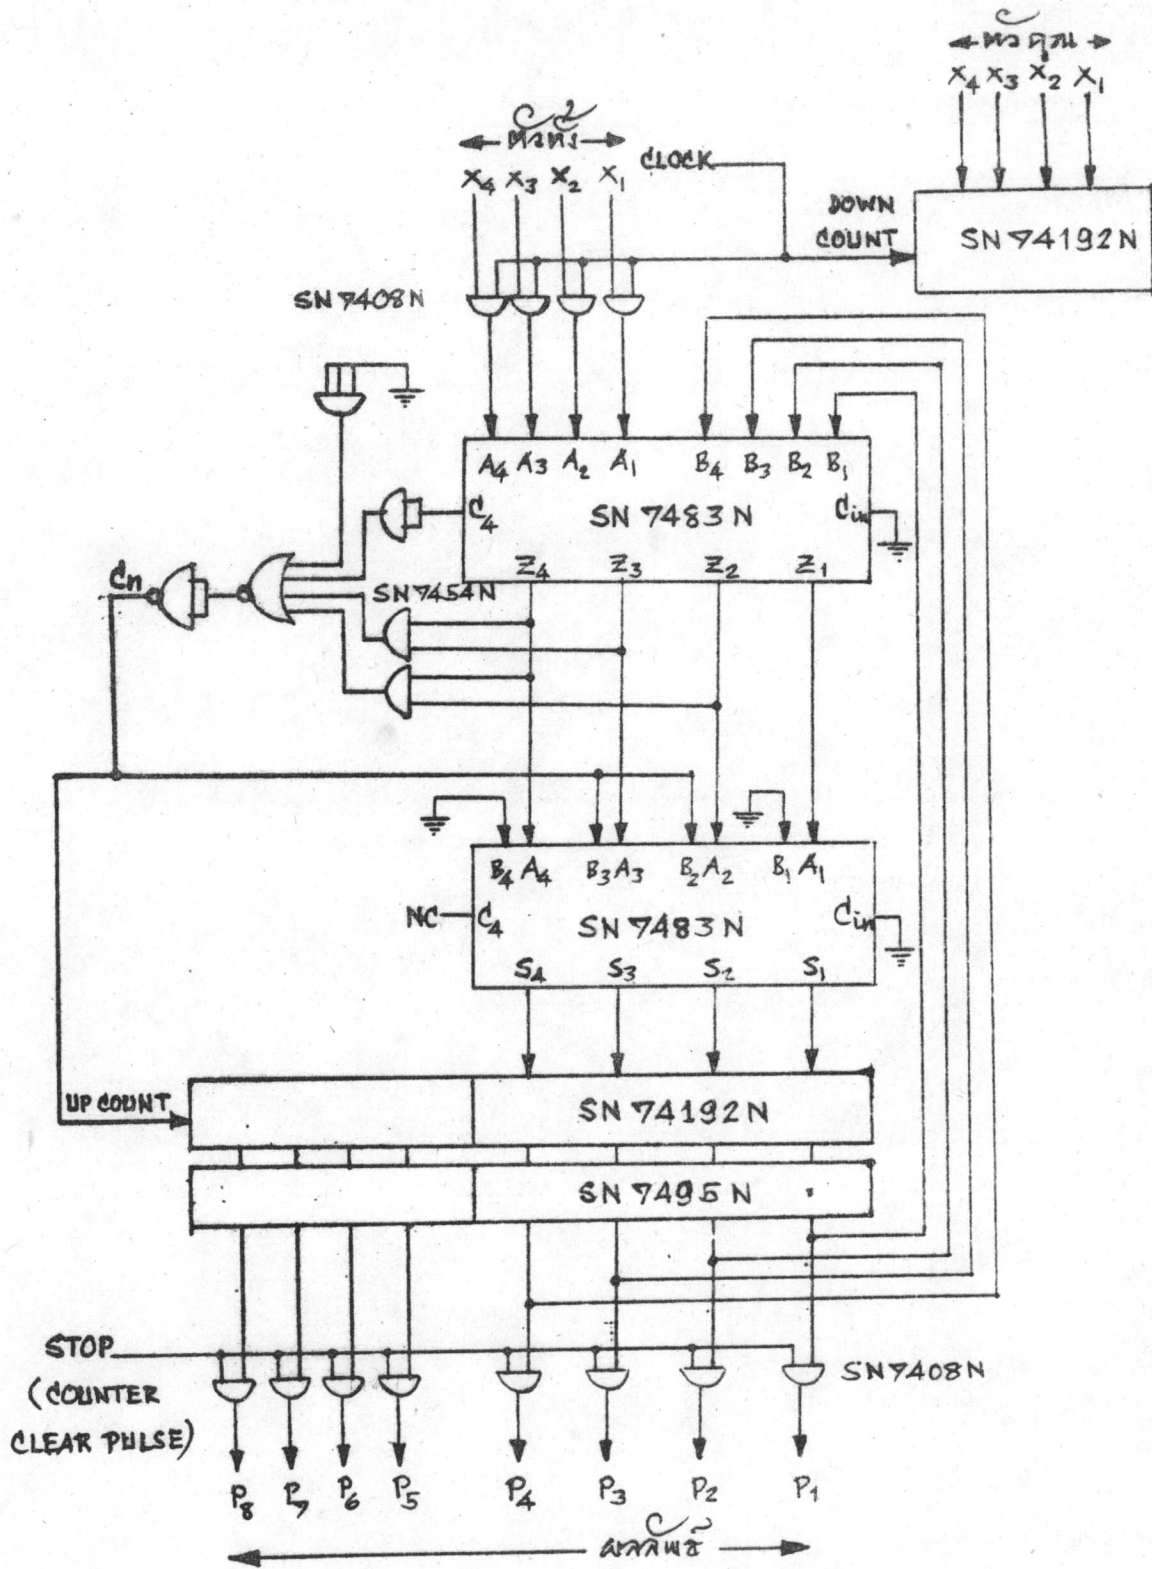 ตัวคูณ
X4 X3 X2 X1
ตัวตั้ง
X4 X3 X2 X1
CLOCK
DOWN
COUNT
SN 74192N
SN 7408N
A4 A3 A2 A1 B4 B3 B2 B1
C4 SN 7483N Cin
Z4 Z3 Z2 Z1
Cn
SN 7454N
B4 A4 B3 A3 B2 A2 B1 A1
NC C4 SN 7483N Cin
S4 S3 S2 S1
UP COUNT
SN 74192N
SN 7495N
STOP
(COUNTER
CLEAR PULSE)
SN7408N
P8 P7 P6 P5 P4 P3 P2 P1
ผลลัพธ์